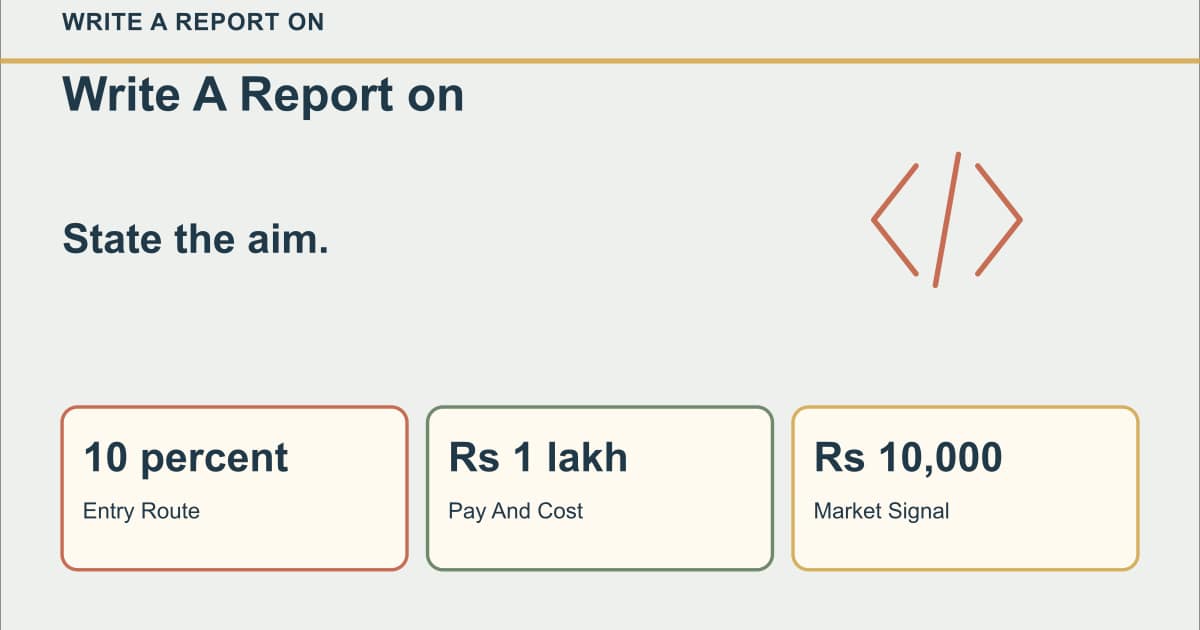 WRITE A REPORT ON
Write A Report on
State the aim.
10 percent
Entry Route
Rs 1 lakh
Pay And Cost
Rs 10,000
Market Signal